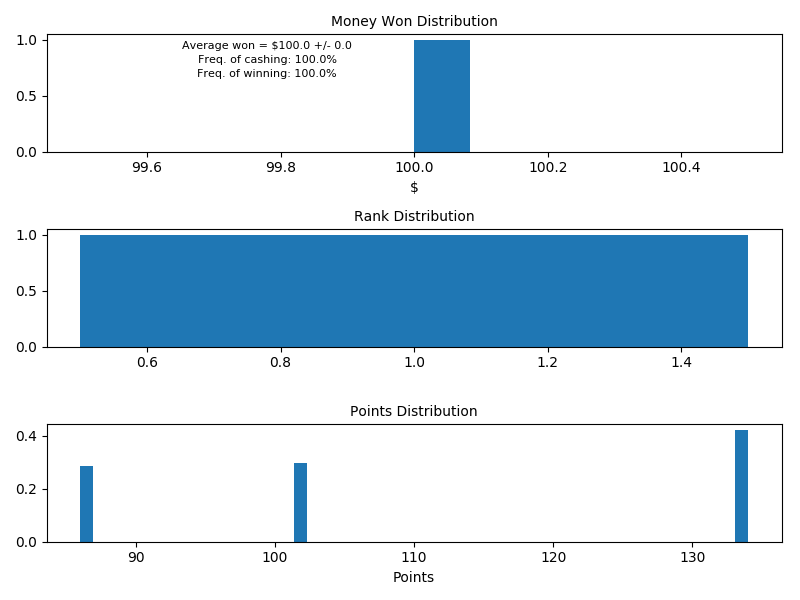 Money Won Distribution
Average won = $100.0 +/- 0.0
Freq. of cashing: 100.0%
Freq. of winning: 100.0%
1.0
0.5
0.0
99.6 99.8 100.0 100.2 100.4
$
Rank Distribution
1.0
0.5
0.0
0.6 0.8 1.0 1.2 1.4
Points Distribution
0.4
0.2
0.0
90 100 110 120 130
Points